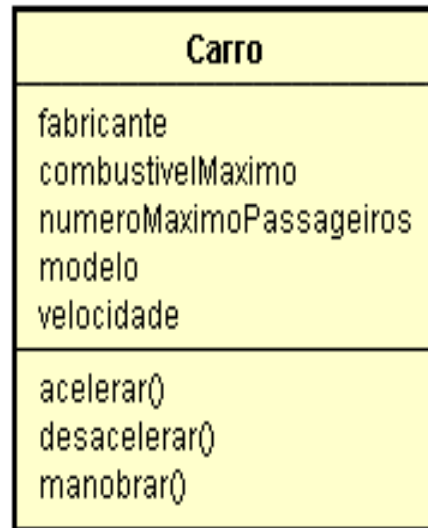 Carro
fabricante
combustivelMaximo
numeroMaximoPassageiros
modelo
velocidade
acelerar()
desacelerar()
manobrar()